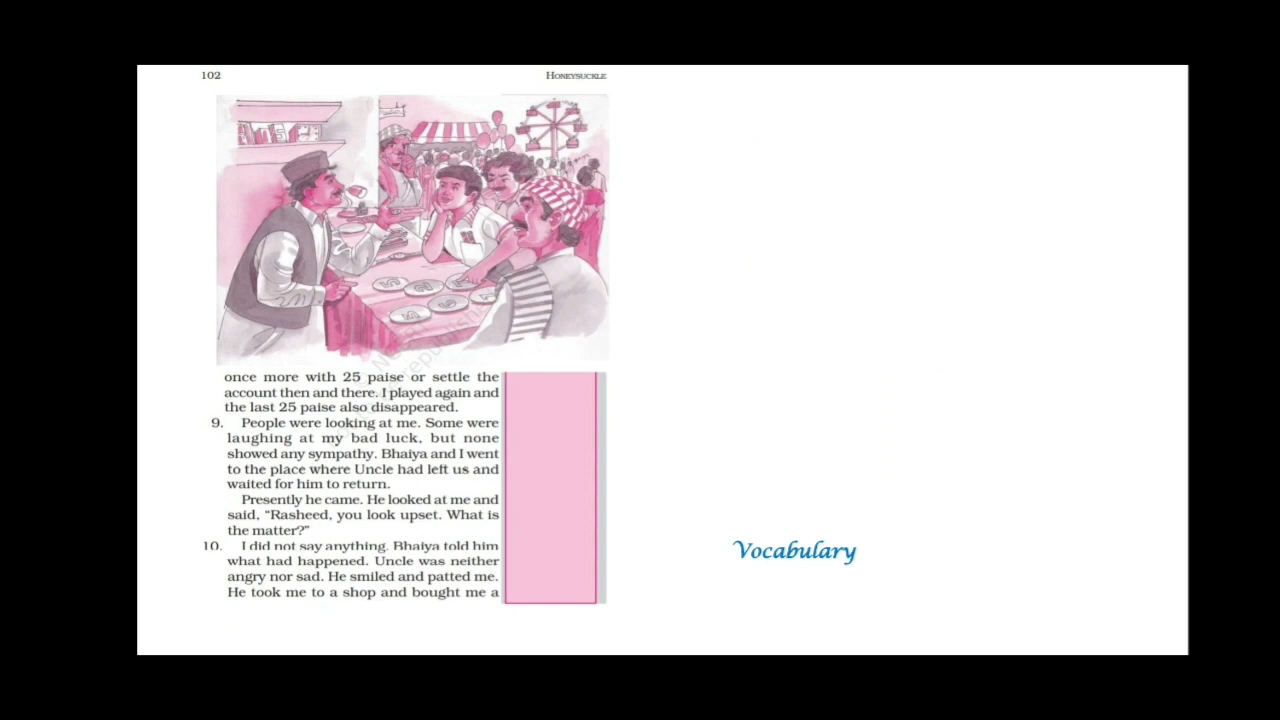 102
HONEYSUCKLE
once more with 25 paise or settle the
account then and there. I played again and
the last 25 paise also disappeared.
9. People were looking at me. Some were
laughing at my bad luck, but none
showed any sympathy. Bhaiya and I went
to the place where Uncle had left us and
waited for him to return.
Presently he came. He looked at me and
said, “Rasheed, you look upset. What is
the matter?”
10. I did not say anything. Bhaiya told him
what had happened. Uncle was neither
angry nor sad. He smiled and patted me.
He took me to a shop and bought me a
Vocabulary